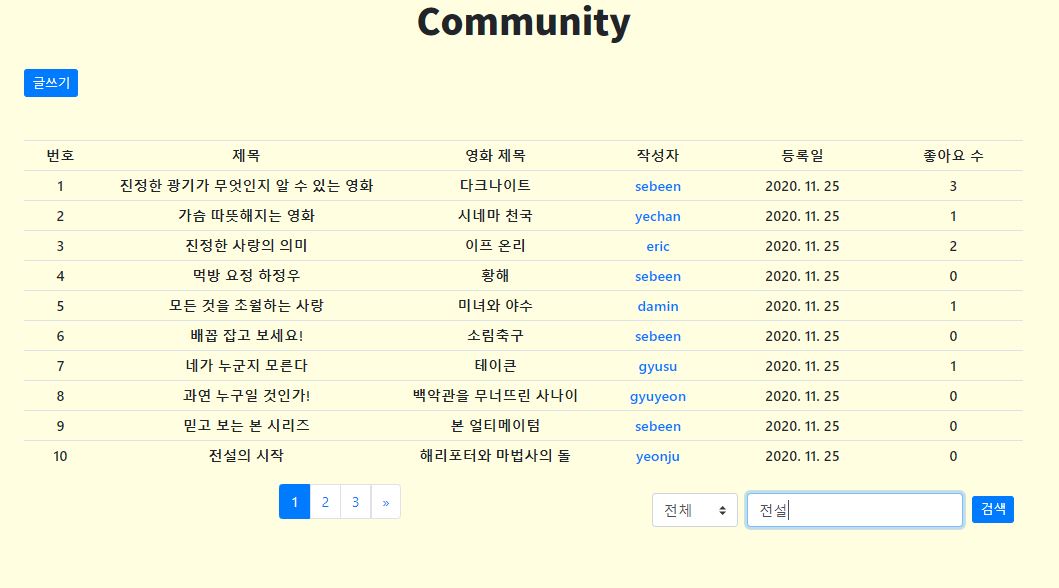 Community
글쓰기
번호 제목 영화 제목 작성자 등록일 좋아요 수
1 진정한 광기가 무엇인지 알 수 있는 영화 다크나이트 sebeen 2020. 11. 25 3
2 가슴 따뜻해지는 영화 시네마 천국 yechan 2020. 11. 25 1
3 진정한 사랑의 의미 이프 온리 eric 2020. 11. 25 2
4 먹방 요정 하정우 황해 sebeen 2020. 11. 25 0
5 모든 것을 초월하는 사랑 미녀와 야수 damin 2020. 11. 25 1
6 배꼽 잡고 보세요! 소림축구 sebeen 2020. 11. 25 0
7 네가 누군지 모른다 테이큰 gyusu 2020. 11. 25 1
8 과연 누구일 것인가! 백악관을 무너뜨린 사나이 gyuyeon 2020. 11. 25 0
9 믿고 보는 본 시리즈 본 얼티메이텀 sebeen 2020. 11. 25 0
10 전설의 시작 해리포터와 마법사의 돌 yeonju 2020. 11. 25 0
1 2 3 » 전체 전설 검색